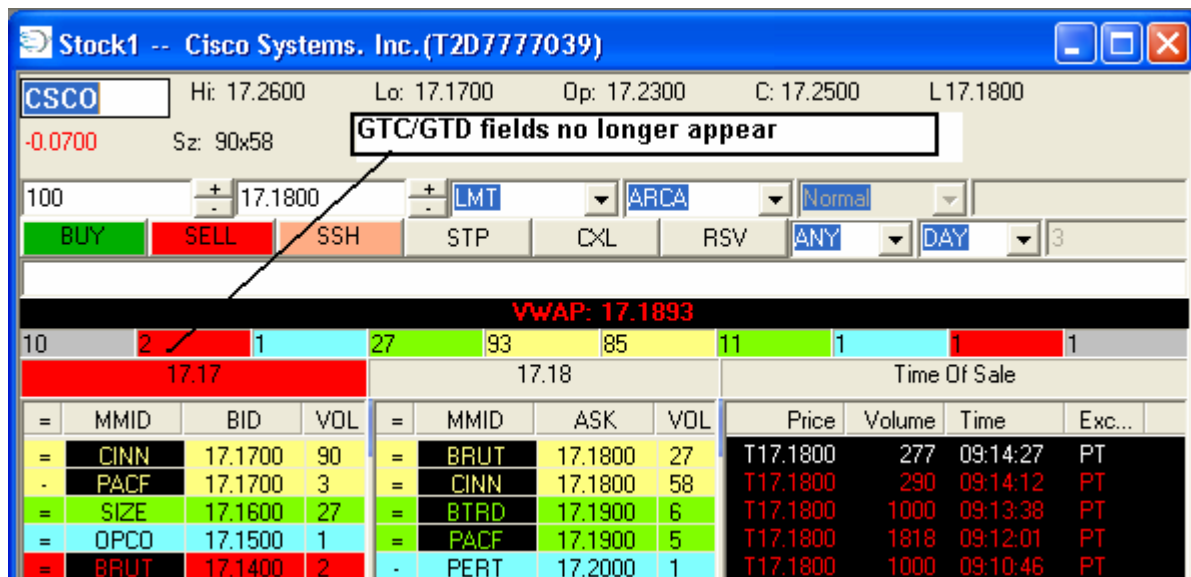 Stock1 -- Cisco Systems. Inc.(T2D7777039)
CSCO Hi: 17.2600 Lo: 17.1700 Op: 17.2300 C: 17.2500 L17.1800
-0.0700 Sz: 90x58 GTC/GTD fields no longer appear
100 + - 17.1800 + - LMT ARCA Normal
BUY SELL SSH STP CXL RSV ANY DAY 3
VWAP: 17.1893
10 2 1 27 93 85 11 1 1 1
17.17 17.18 Time Of Sale
= MMID BID VOL = MMID ASK VOL Price Volume Time Exc...
= CINN 17.1700 90 = BRUT 17.1800 27 T17.1800 277 09:14:27 PT
- PACF 17.1700 3 = CINN 17.1800 58 T17.1800 290 09:14:12 PT
= SIZE 17.1600 27 = BTRD 17.1900 6 T17.1800 1000 09:13:38 PT
= OPCO 17.1500 1 = PACF 17.1900 5 T17.1800 1818 09:12:01 PT
= BRUT 17.1400 2 - PERT 17.2000 1 T17.1800 1000 09:10:46 PT